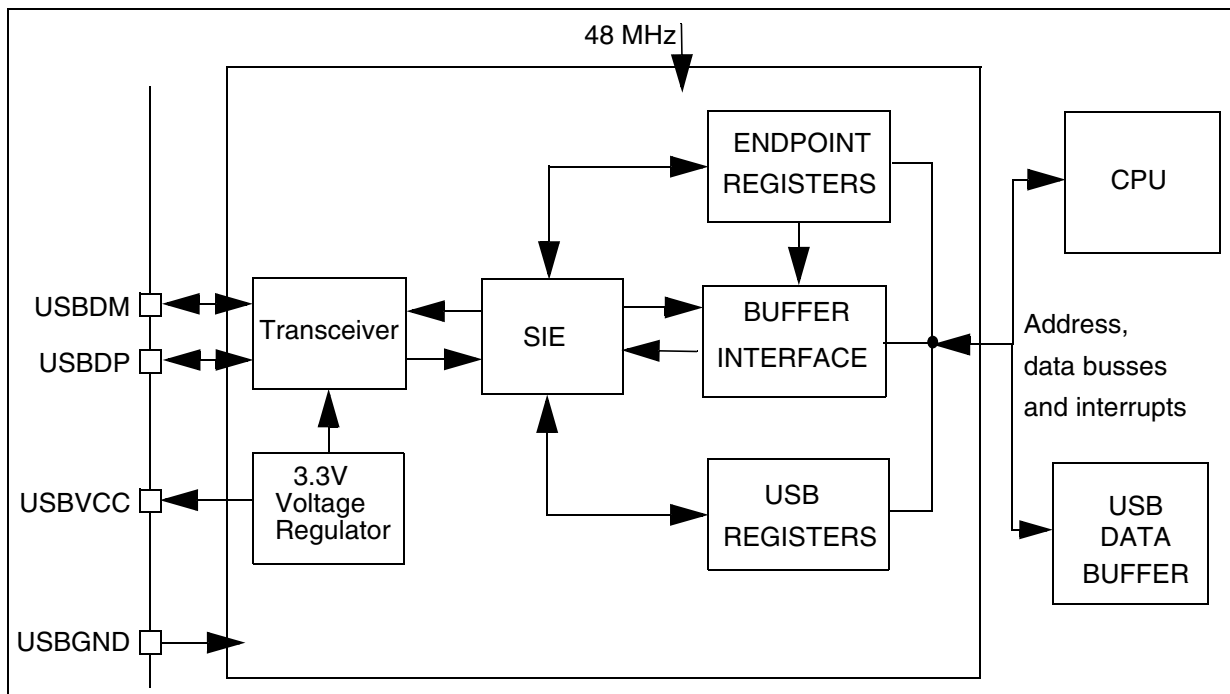 48 MHz
ENDPOINT
REGISTERS
CPU
USBDM
USBDP
Transceiver
SIE
BUFFER
INTERFACE
Address,
data busses
and interrupts
USBVCC
3.3V
Voltage
Regulator
USB
REGISTERS
USB
DATA
BUFFER
USBGND